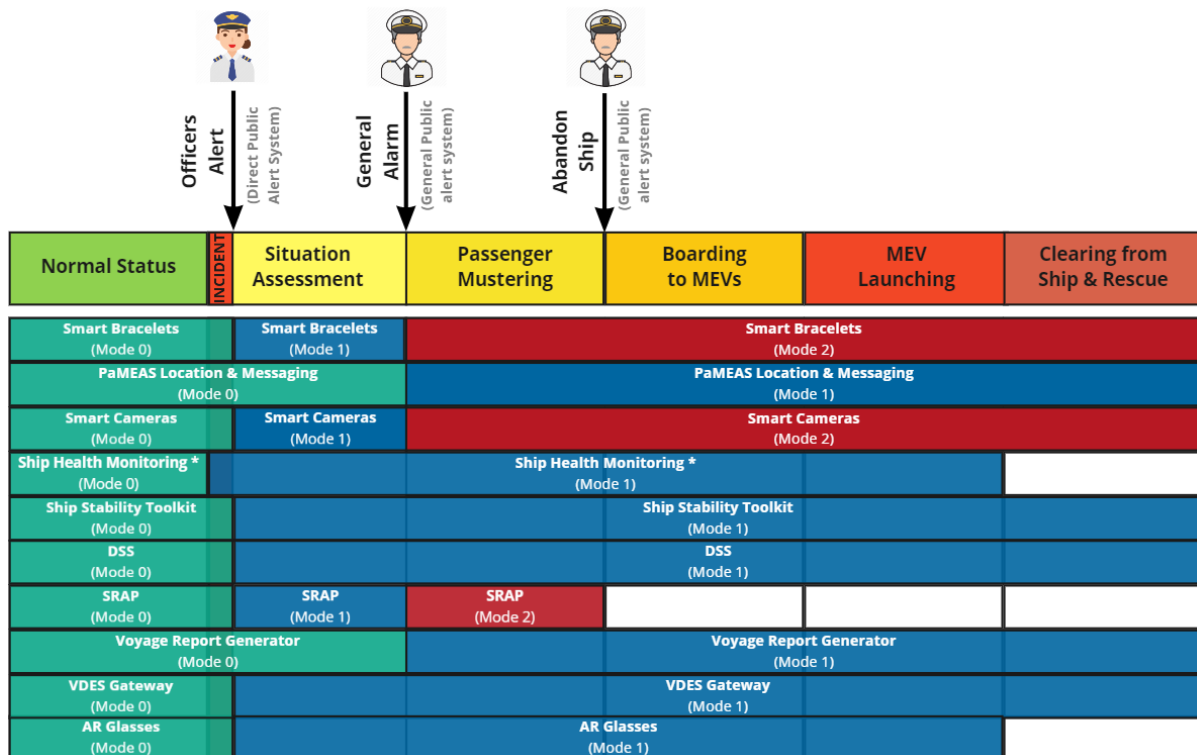 Officers
Alert
(Direct Public
Alert System)
General
Alarm
(General Public
alert system)
Abandon
Ship
(General Public
alert system)
Normal Status
INCIDENT
Situation
Assessment
Passenger
Mustering
Boarding
to MEVs
MEV
Launching
Clearing from
Ship & Rescue
Smart Bracelets
(Mode 0)
Smart Bracelets
(Mode 1)
Smart Bracelets
(Mode 2)
PaMEAS Location & Messaging
(Mode 0)
PaMEAS Location & Messaging
(Mode 1)
Smart Cameras
(Mode 0)
Smart Cameras
(Mode 1)
Smart Cameras
(Mode 2)
Ship Health Monitoring *
(Mode 0)
Ship Health Monitoring *
(Mode 1)
Ship Stability Toolkit
(Mode 0)
Ship Stability Toolkit
(Mode 1)
DSS
(Mode 0)
DSS
(Mode 1)
SRAP
(Mode 0)
SRAP
(Mode 1)
SRAP
(Mode 2)
Voyage Report Generator
(Mode 0)
Voyage Report Generator
(Mode 1)
VDES Gateway
(Mode 0)
VDES Gateway
(Mode 1)
AR Glasses
(Mode 0)
AR Glasses
(Mode 1)